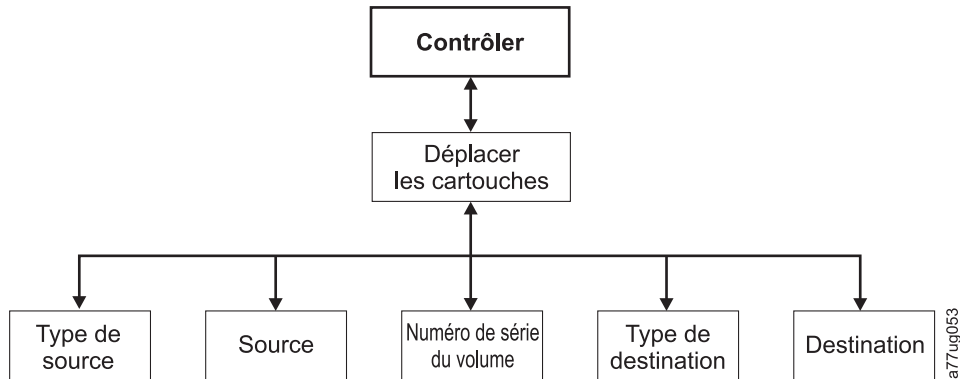 Contrôler
Déplacer
les cartouches
Type de
source
Source
Numéro de série
du volume
Type de
destination
Destination
a77ug053